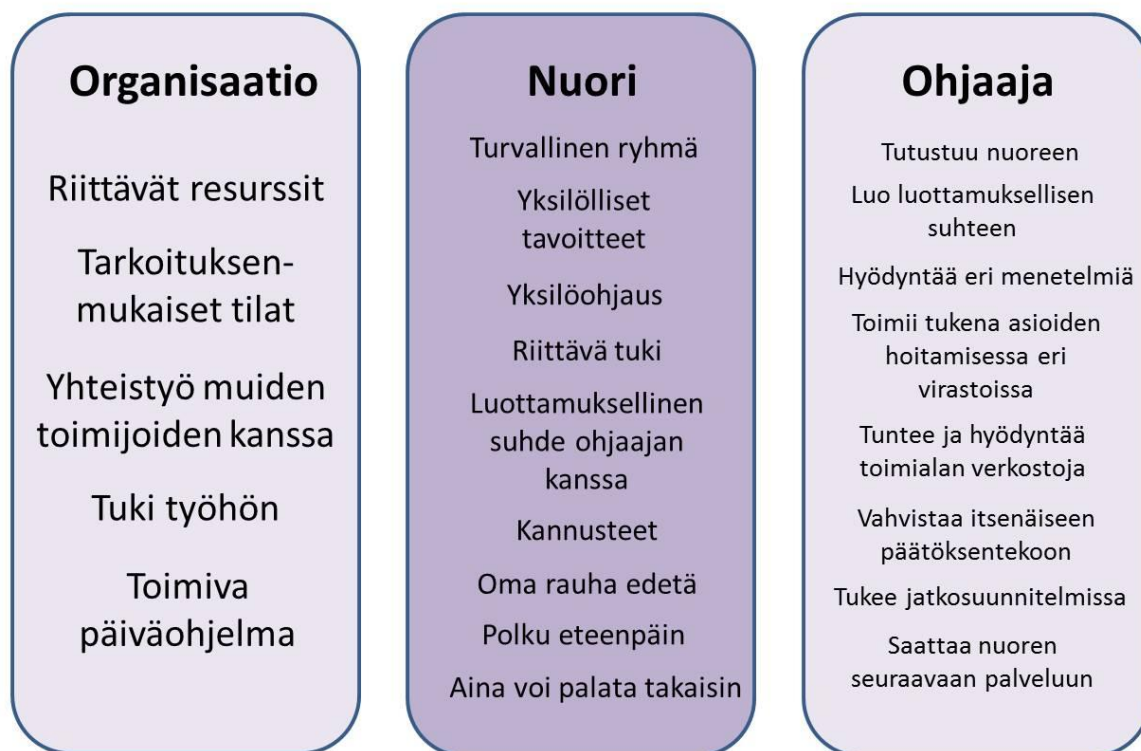 Organisaatio
Riittävät resurssit
Tarkoituksen-
mukaiset tilat
Yhteistyö muiden
toimijoiden kanssa
Tuki työhön
Toimiva
päiväohjelma
Nuori
Turvallinen ryhmä
Yksilölliset
tavoitteet
Yksilöohjaus
Riittävä tuki
Luottamuksellinen
suhde ohjaajan
kanssa
Kannusteet
Oma rauha edetä
Polku eteenpäin
Aina voi palata takaisin
Ohjaaja
Tutustuu nuoreen
Luo luottamuksellisen
suhteen
Hyödyntää eri menetelmiä
Toimii tukena asioiden
hoitamisessa eri
virastoissa
Tuntee ja hyödyntää
toimialan verkostoja
Vahvistaa itsenäiseen
päätöksentekoon
Tukee jatkosuunnitelmissa
Saattaa nuoren
seuraavaan palveluun